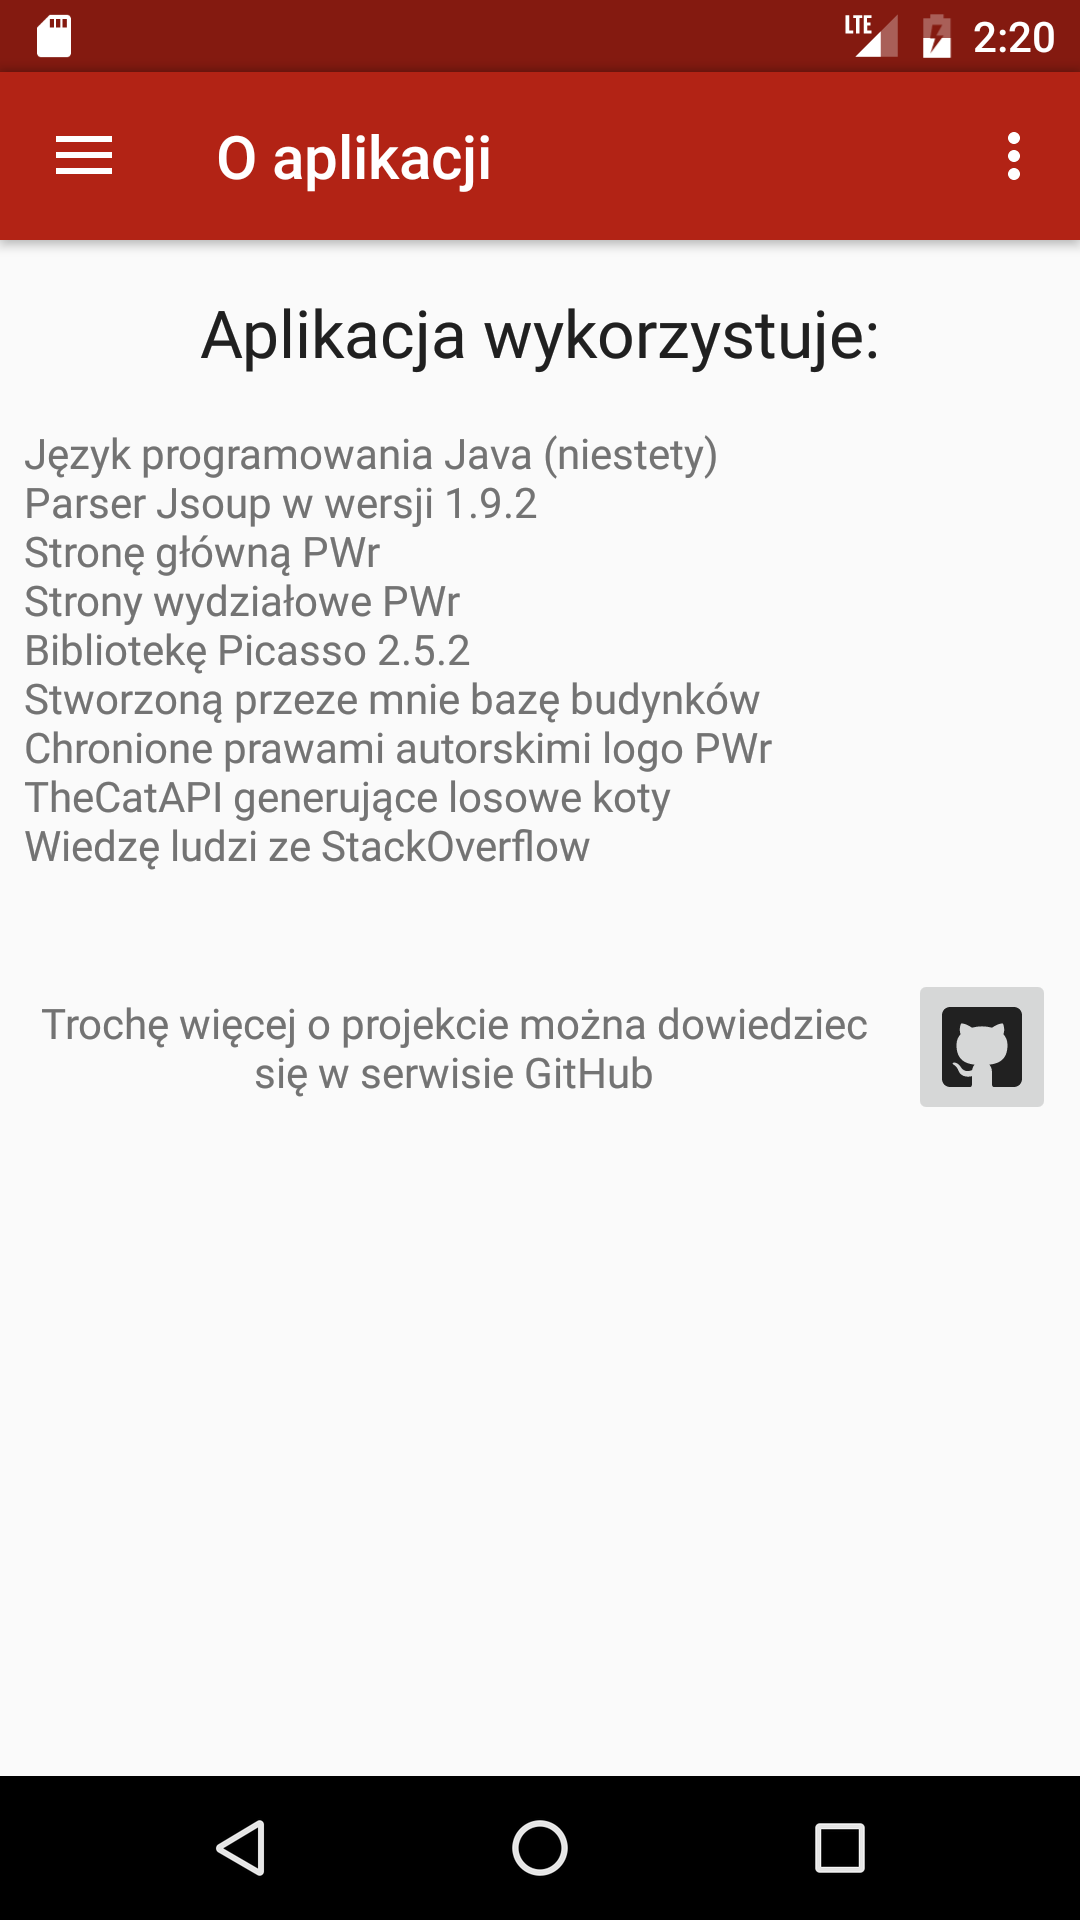 LTE 2:20
O aplikacji
Aplikacja wykorzystuje:
Język programowania Java (niestety)
Parser Jsoup w wersji 1.9.2
Stronę główną PWr
Strony wydziałowe PWr
Bibliotekę Picasso 2.5.2
Stworzoną przeze mnie bazę budynków
Chronione prawami autorskimi logo PWr
TheCatAPI generujące losowe koty
Wiedzę ludzi ze StackOverflow
Trochę więcej o projekcie można dowiedziec
się w serwisie GitHub